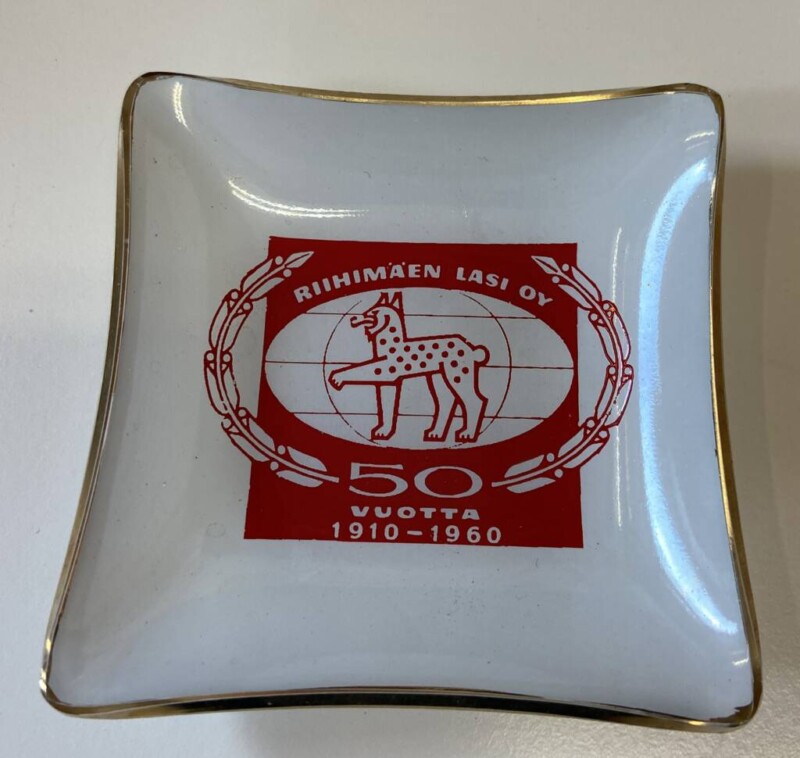 RIIHIMÄEN LASI OY
50
VUOTTA
1910-1960